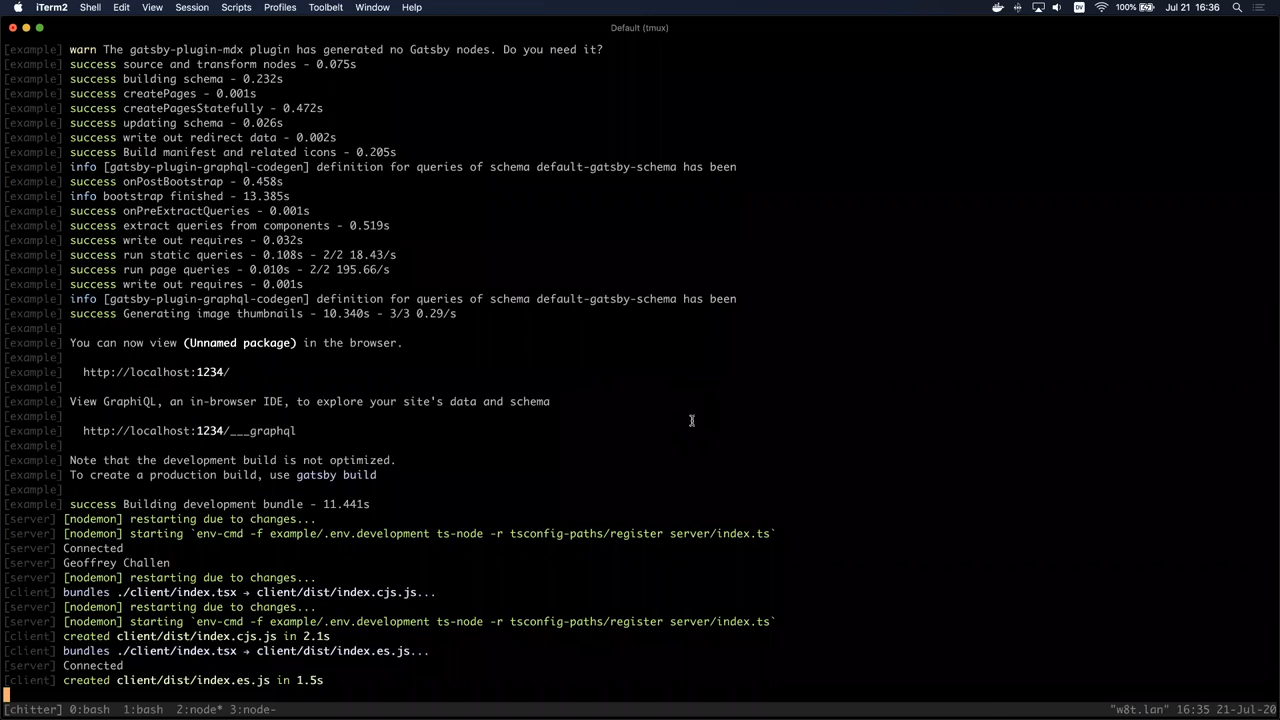 iTerm2 Shell Edit View Session Scripts Profiles Toolbelt Window Help 100% Jul 21 16:36
Default (tmux)
[example] warn The gatsby-plugin-mdx plugin has generated no Gatsby nodes. Do you need it?
[example] success source and transform nodes - 0.075s
[example] success building schema - 0.232s
[example] success createPages - 0.001s
[example] success createPagesStatefully - 0.472s
[example] success updating schema - 0.026s
[example] success write out redirect data - 0.002s
[example] success Build manifest and related icons - 0.205s
[example] info [gatsby-plugin-graphql-codegen] definition for queries of schema default-gatsby-schema has been
[example] success onPostBootstrap - 0.458s
[example] info bootstrap finished - 13.385s
[example] success onPreExtractQueries - 0.001s
[example] success extract queries from components - 0.519s
[example] success write out requires - 0.032s
[example] success run static queries - 0.108s - 2/2 18.43/s
[example] success run page queries - 0.010s - 2/2 195.66/s
[example] success write out requires - 0.001s
[example] info [gatsby-plugin-graphql-codegen] definition for queries of schema default-gatsby-schema has been
[example] success Generating image thumbnails - 10.340s - 3/3 0.29/s
[example]
[example] You can now view (Unnamed package) in the browser.
[example]
[example] http://localhost:1234/
[example]
[example] View GraphiQL, an in-browser IDE, to explore your site's data and schema
[example]
[example] http://localhost:1234/___graphql
[example]
[example] Note that the development build is not optimized.
[example] To create a production build, use gatsby build
[example]
[example] success Building development bundle - 11.441s
[server] [nodemon] restarting due to changes...
[server] [nodemon] starting `env-cmd -f example/.env.development ts-node -r tsconfig-paths/register server/index.ts`
[server] Connected
[server] Geoffrey Challen
[server] [nodemon] restarting due to changes...
[client] bundles ./client/index.tsx → client/dist/index.cjs.js...
[server] [nodemon] restarting due to changes...
[server] [nodemon] starting `env-cmd -f example/.env.development ts-node -r tsconfig-paths/register server/index.ts`
[client] created client/dist/index.cjs.js in 2.1s
[client] bundles ./client/index.tsx → client/dist/index.es.js...
[server] Connected
[client] created client/dist/index.es.js in 1.5s
[chitter] 0:bash 1:bash 2:node* 3:node- "w8t.lan" 16:35 21-Jul-20